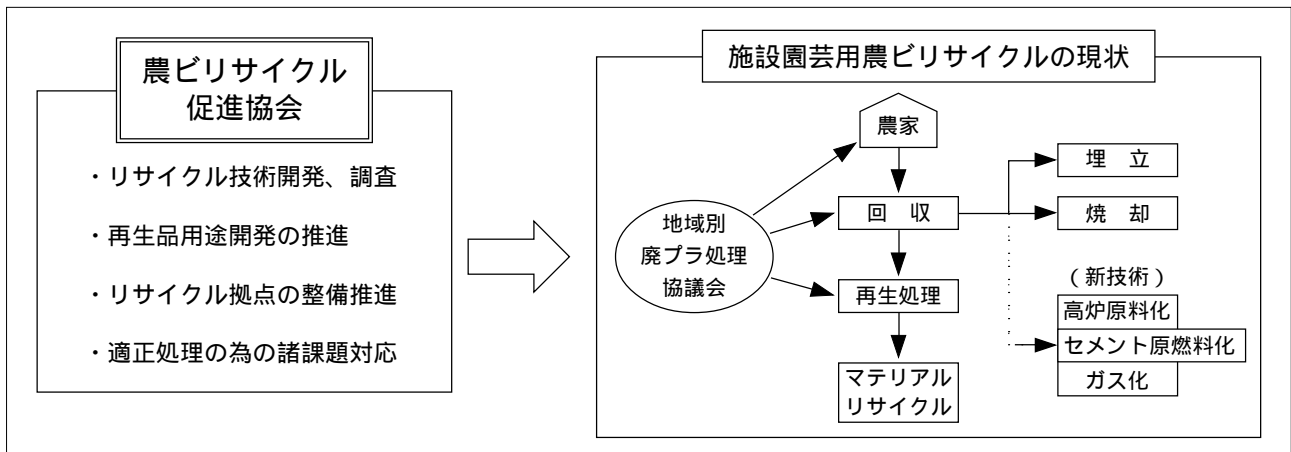 農ビリサイクル
促進協会
・リサイクル技術開発、調査
・再生品用途開発の推進
・リサイクル拠点の整備推進
・適正処理の為の諸課題対応
施設園芸用農ビリサイクルの現状
農家
地域別
廃プラ処理
協議会
回　収
再生処理
マテリアル
リサイクル
埋　立
焼　却
（新技術）
高炉原料化
セメント原燃料化
ガス化